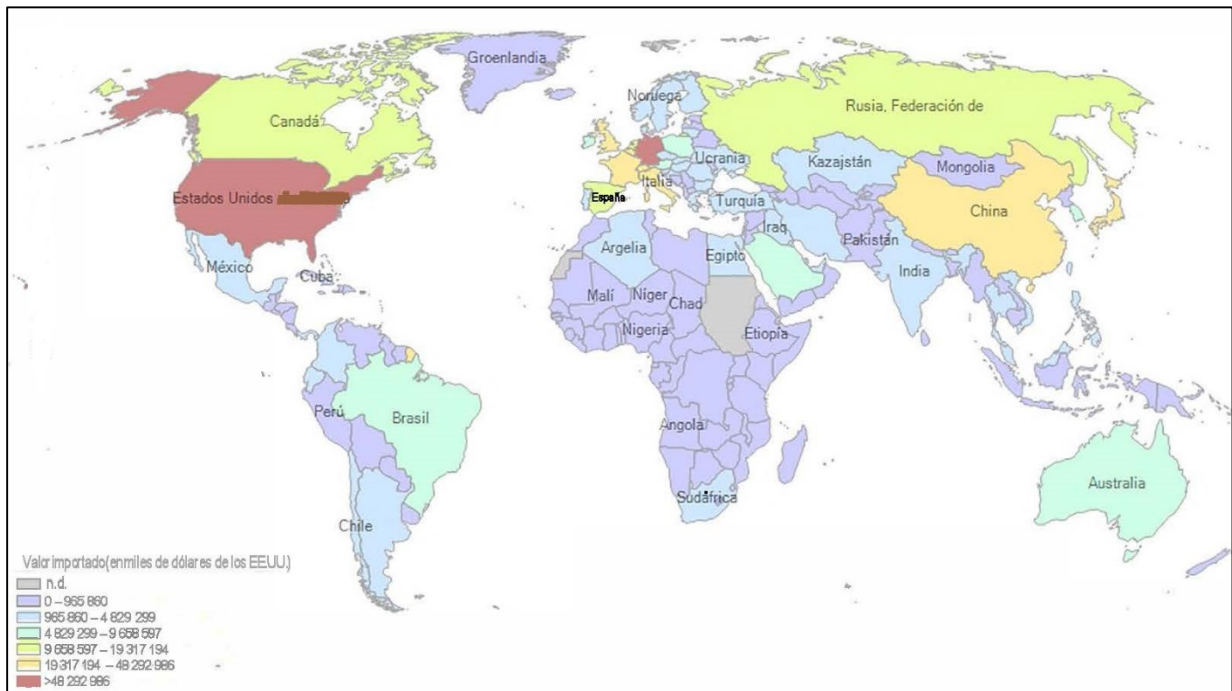 Groenlandia
Noruega
Rusia, Federación de
Canadá
Ucrania
Kazajstán
Mongolia
Italia
Estados Unidos
España
Turquía
China
Iraq
Pakistán
Argelia
Egipto
México
India
Cuba
Malí
Níger
Chad
Nigeria
Etiopía
Perú
Brasil
Angola
Australia
Sudáfrica
Chile
Valor importado(enmiles de dólares de los EEUU.)
n.d.
0 – 965 860
965 860 – 4 829 299
4 829 299 – 9 658 597
9 658 597 – 19 317 194
19 317 194 – 48 292 986
>48 292 986